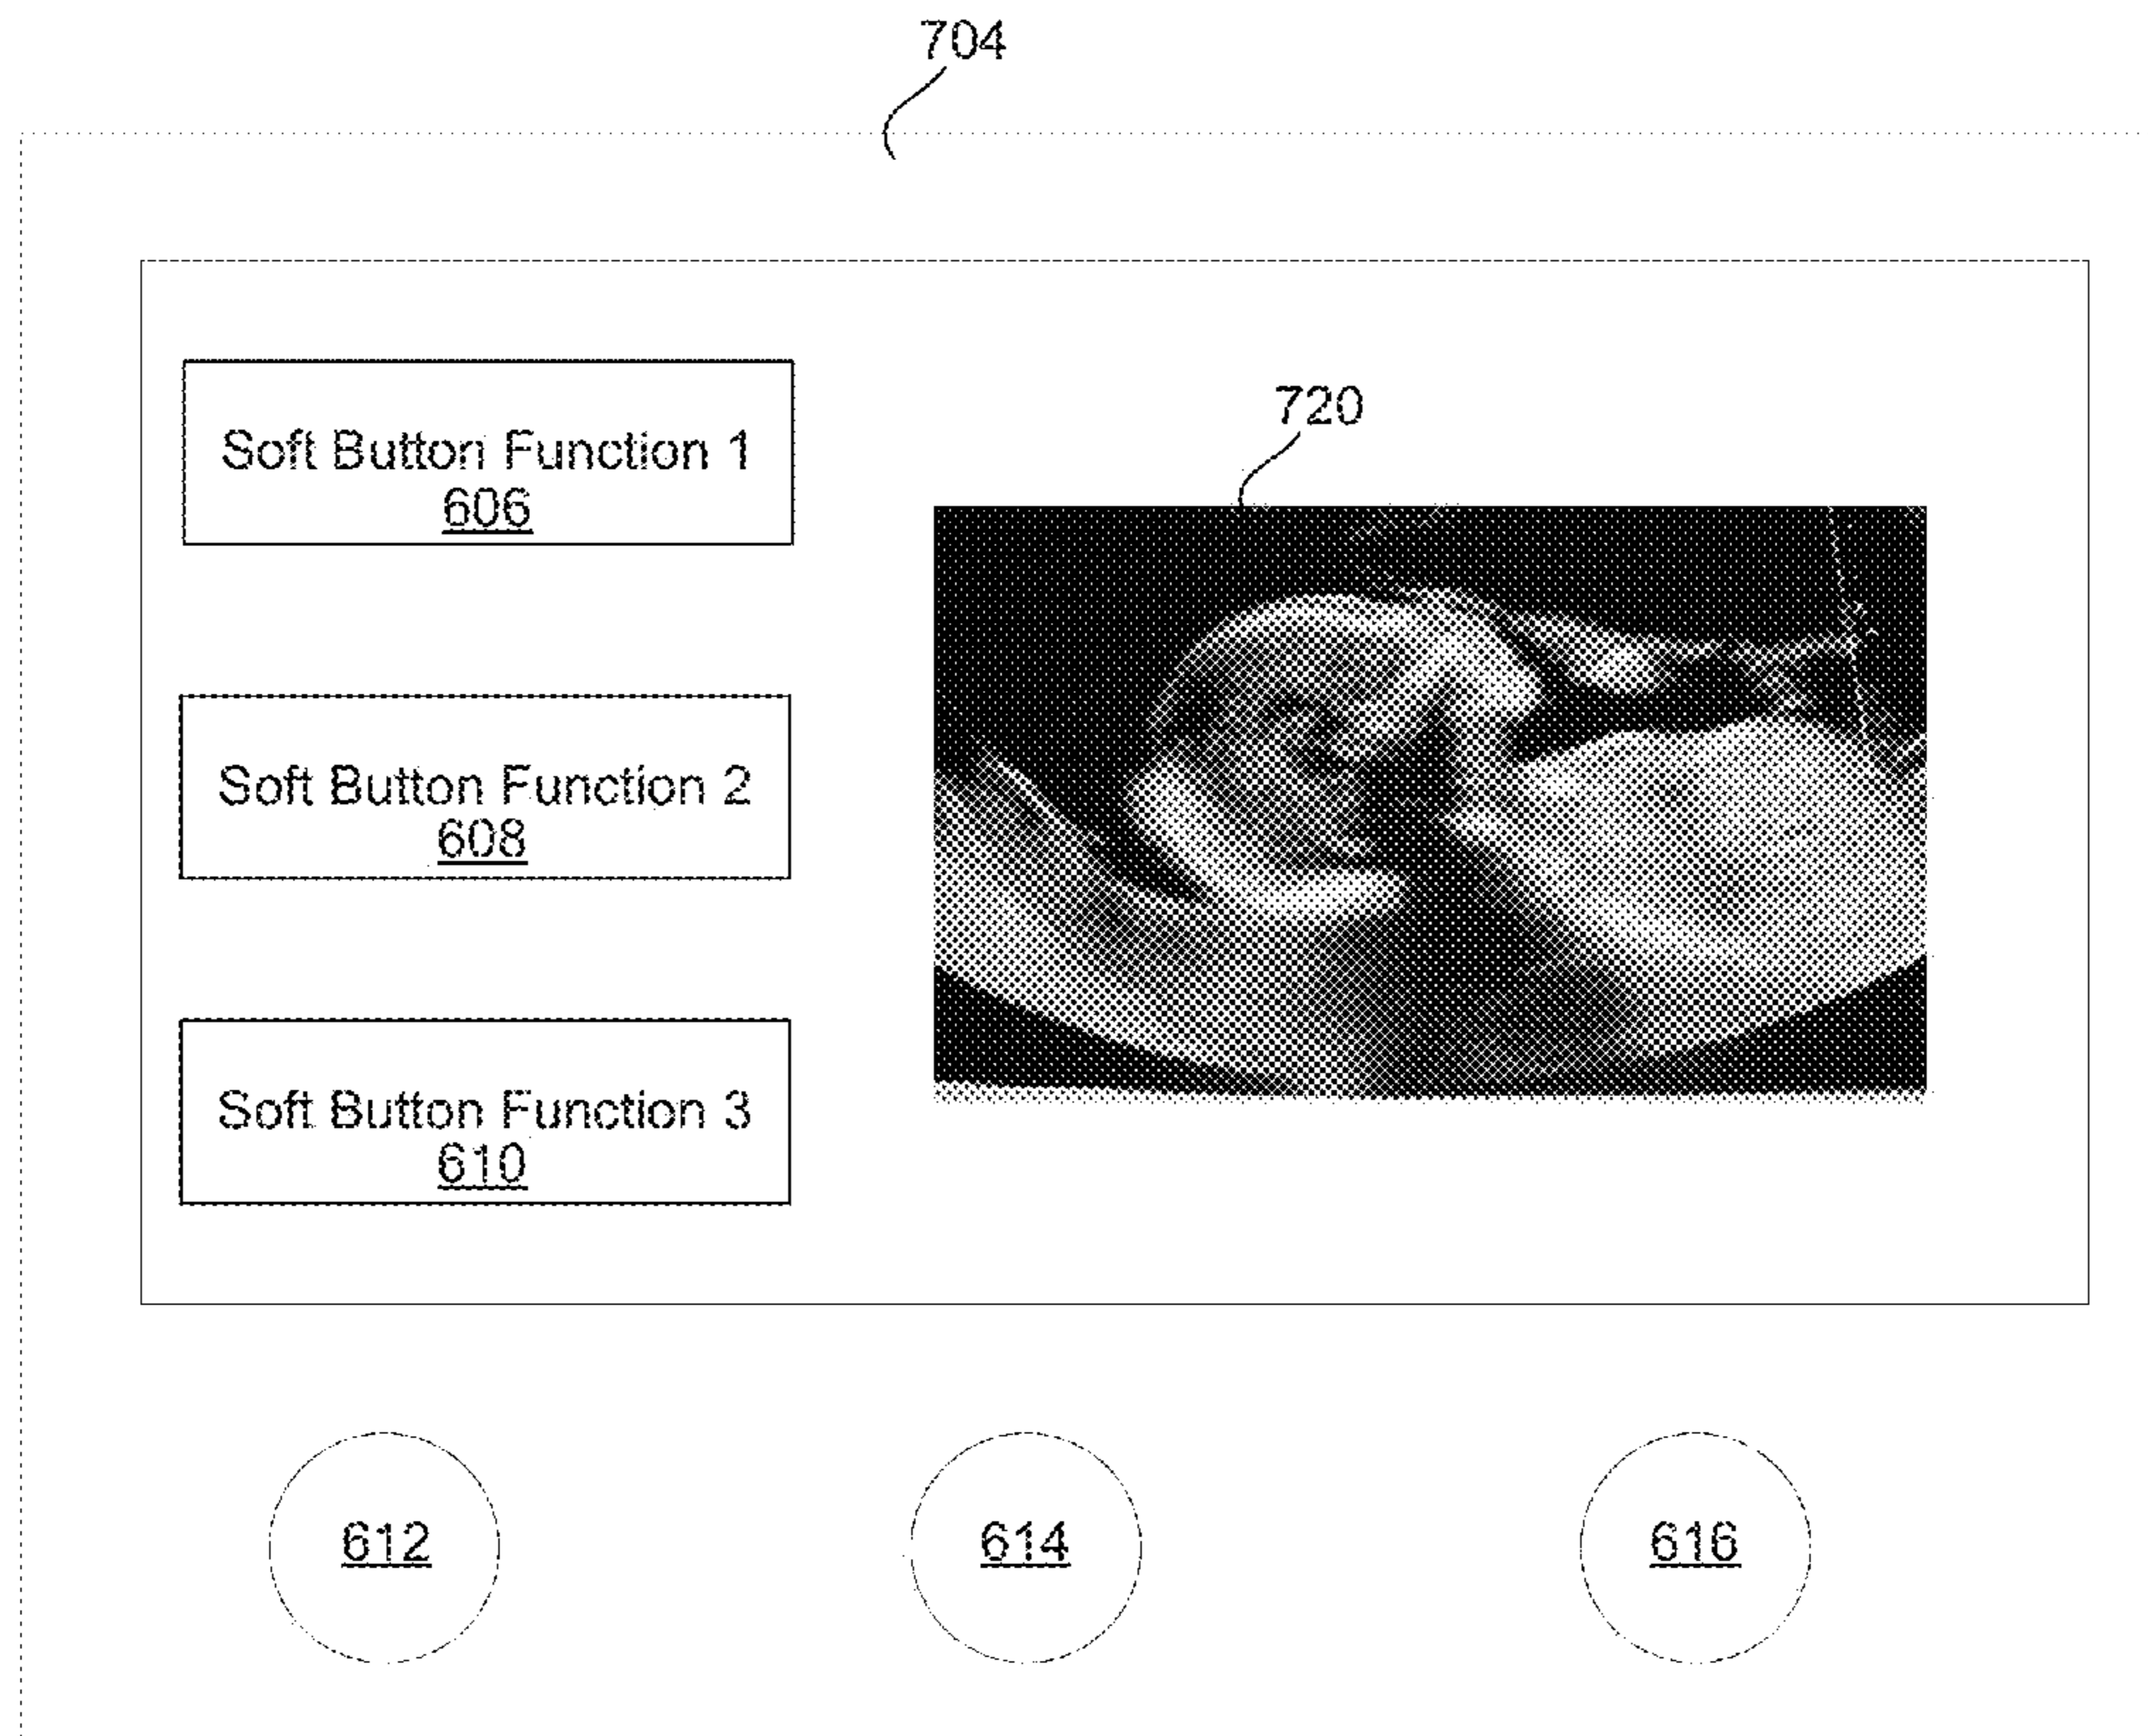 704
Soft Button Function 1
606
720
Soft Button Function 2
608
Soft Button Function 3
610
612
614
616